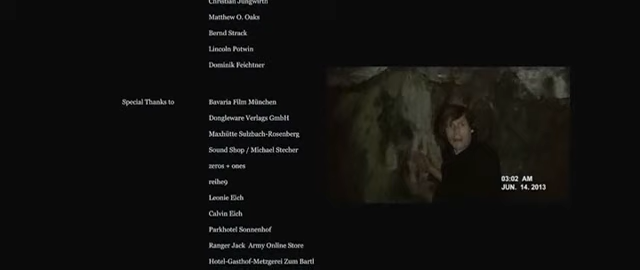 Christian Jungwirth
Matthew O. Oaks
Bernd Strack
Lincoln Potwin
Dominik Feichtner
Special Thanks to
Bavaria Film München
Dongleware Verlags GmbH
Maxhütte Sulzbach-Rosenberg
Sound Shop / Michael Stecher
zeros + ones
reihe9
Leonie Eich
Calvin Eich
Parkhotel Sonnenhof
Ranger Jack Army Online Store
Hotel-Gasthof-Metzgerei Zum Bartl
03:02 AM
JUN. 14. 2013